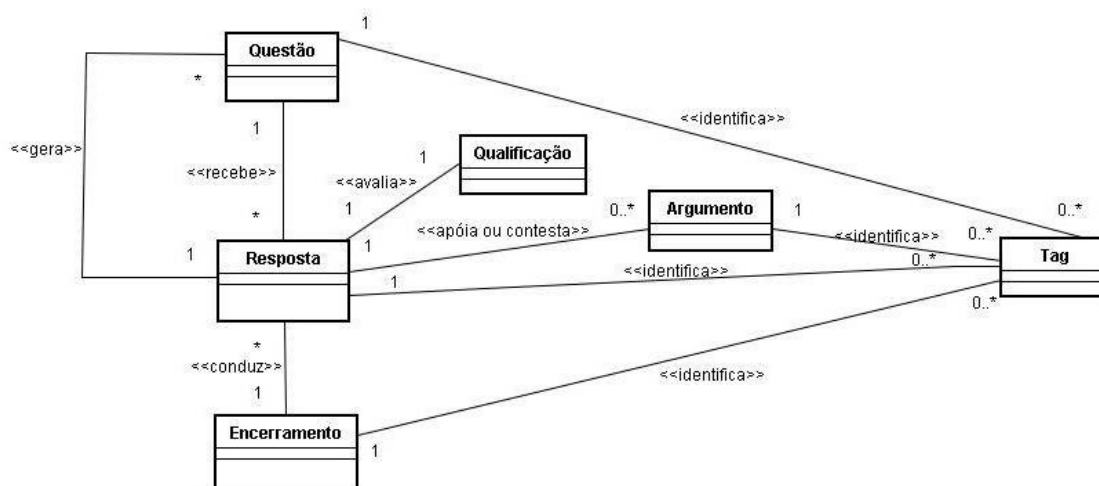 1
Questão
*
<<identifica>>
1
<<gera>>
<<recebe>>
1
Qualificação
<<avalia>>
*
1
0..*
Argumento
1
0..*
1
Resposta
1
<<apóia ou contesta>>
<<identifica>>
0..*
Tag
1
<<identifica>>
0..*
0..*
*
<<conduz>>
<<identifica>>
1
Encerramento
1